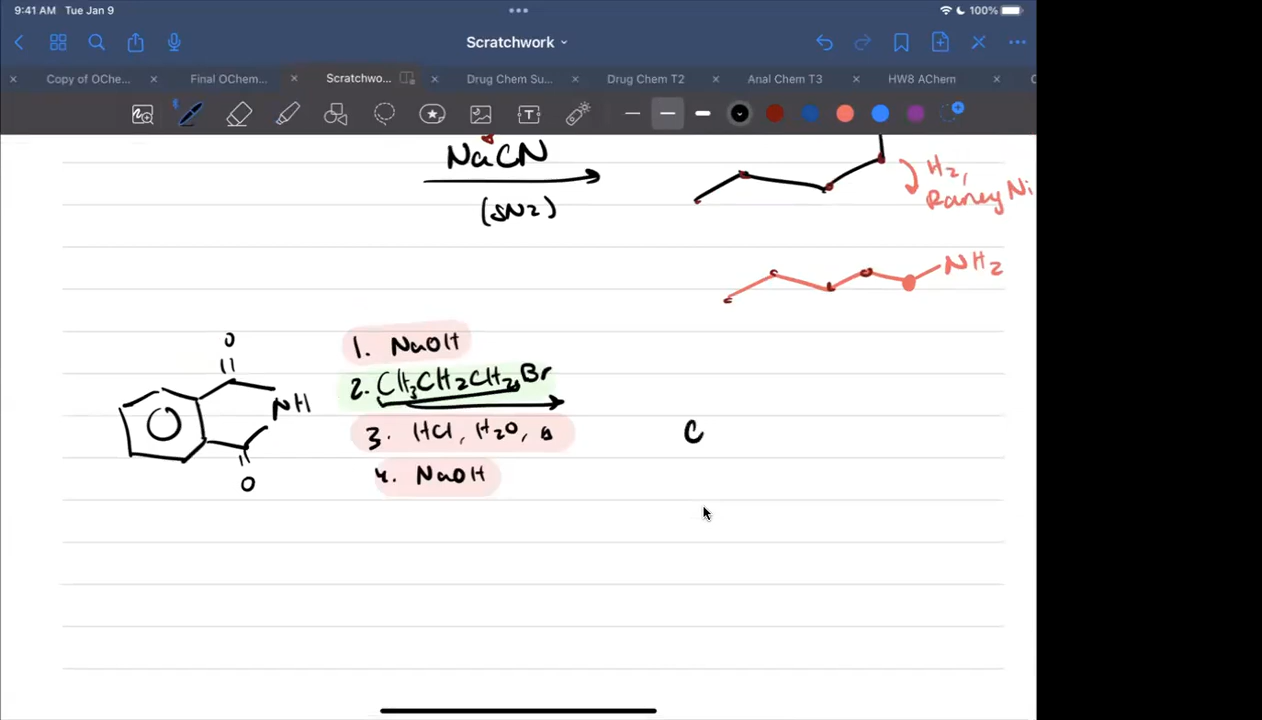 9:41 AM Tue Jan 9
100%
Scratchwork
Copy of OChe...
Final OChem...
Scratchwo...
Drug Chem Su...
Drug Chem T2
Anal Chem T3
HW8 AChem
NaCN
(SN2)
H2,
Raney Ni
NH2
O
NH
O
1. NaOH
2. CH3CH2CH2Br
3. HCl, H2O, Δ
4. NaOH
C